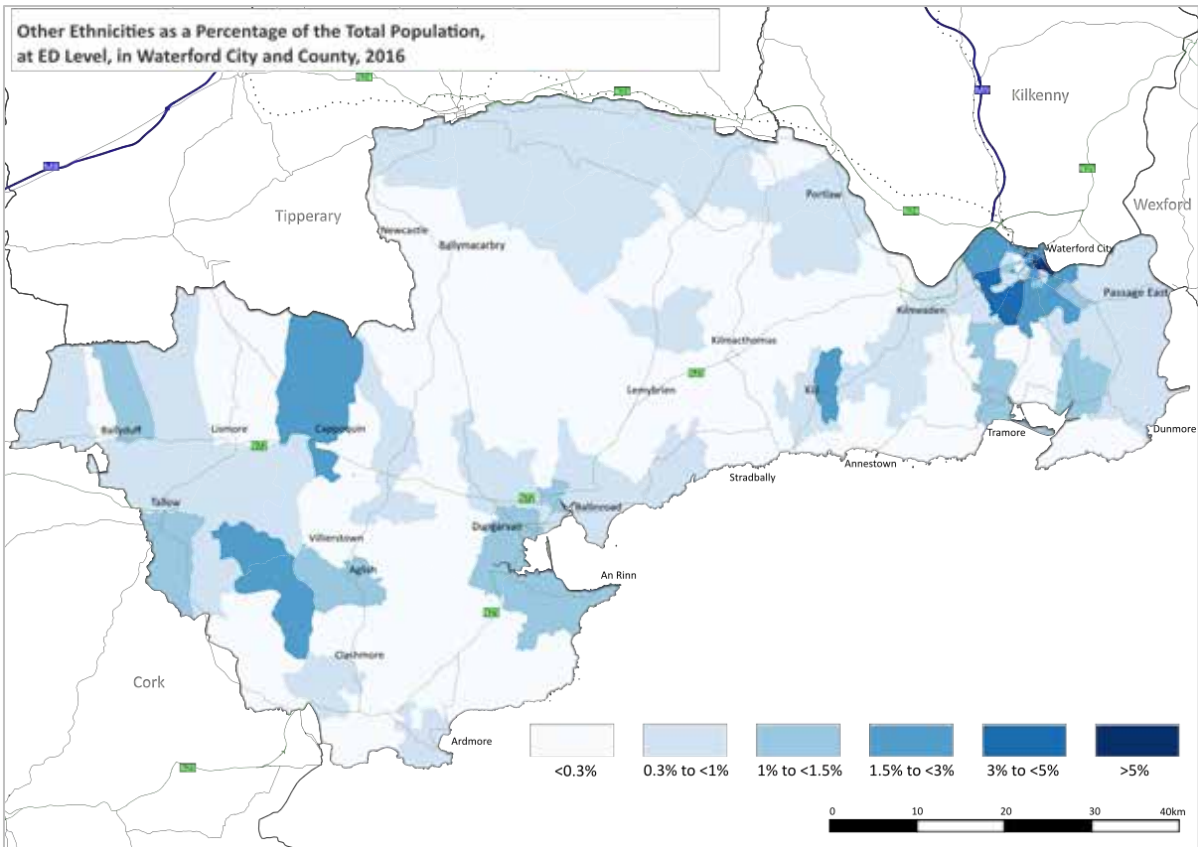 Other Ethnicities as a Percentage of the Total Population,
at ED Level, in Waterford City and County, 2016
Kilkenny
Wexford
Tipperary
Portlaw
Newcastle
Ballymacarbry
Waterford City
Passage East
Kilmeaden
Kilmacthomas
Lemybrien
Kill
Ballyduff
Lismore
Cappoquin
Tramore
Dunmore
Annestown
Stradbally
Tallow
Ballinroad
Dungarvan
Villierstown
Aglish
An Rinn
Clashmore
Cork
Ardmore
<0.3%
0.3% to <1%
1% to <1.5%
1.5% to <3%
3% to <5%
>5%
0 10 20 30 40km